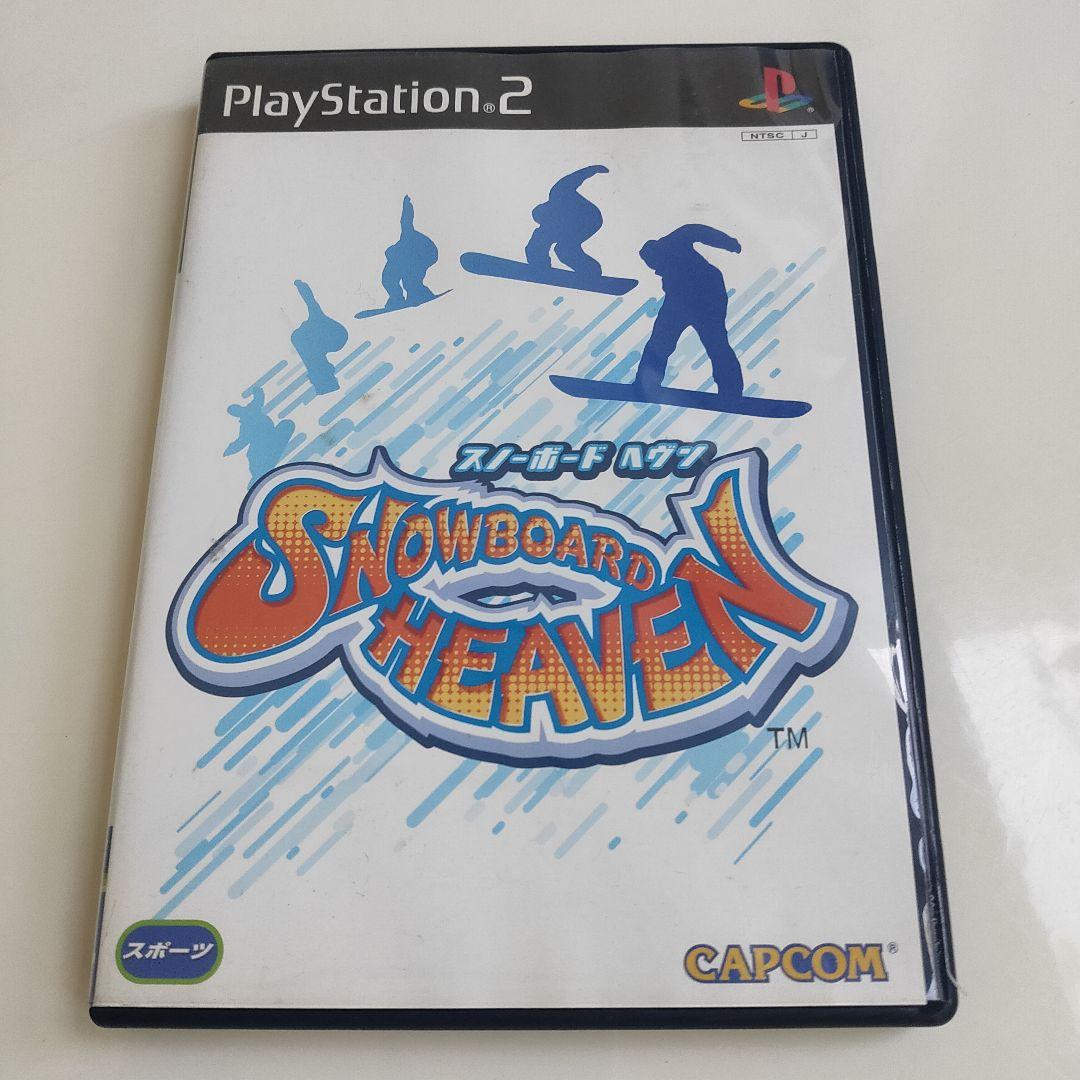 PlayStation®2
NTSC J
スノーボード ヘヴン
SNOWBOARD
HEAVEN
TM
スポーツ
CAPCOM®